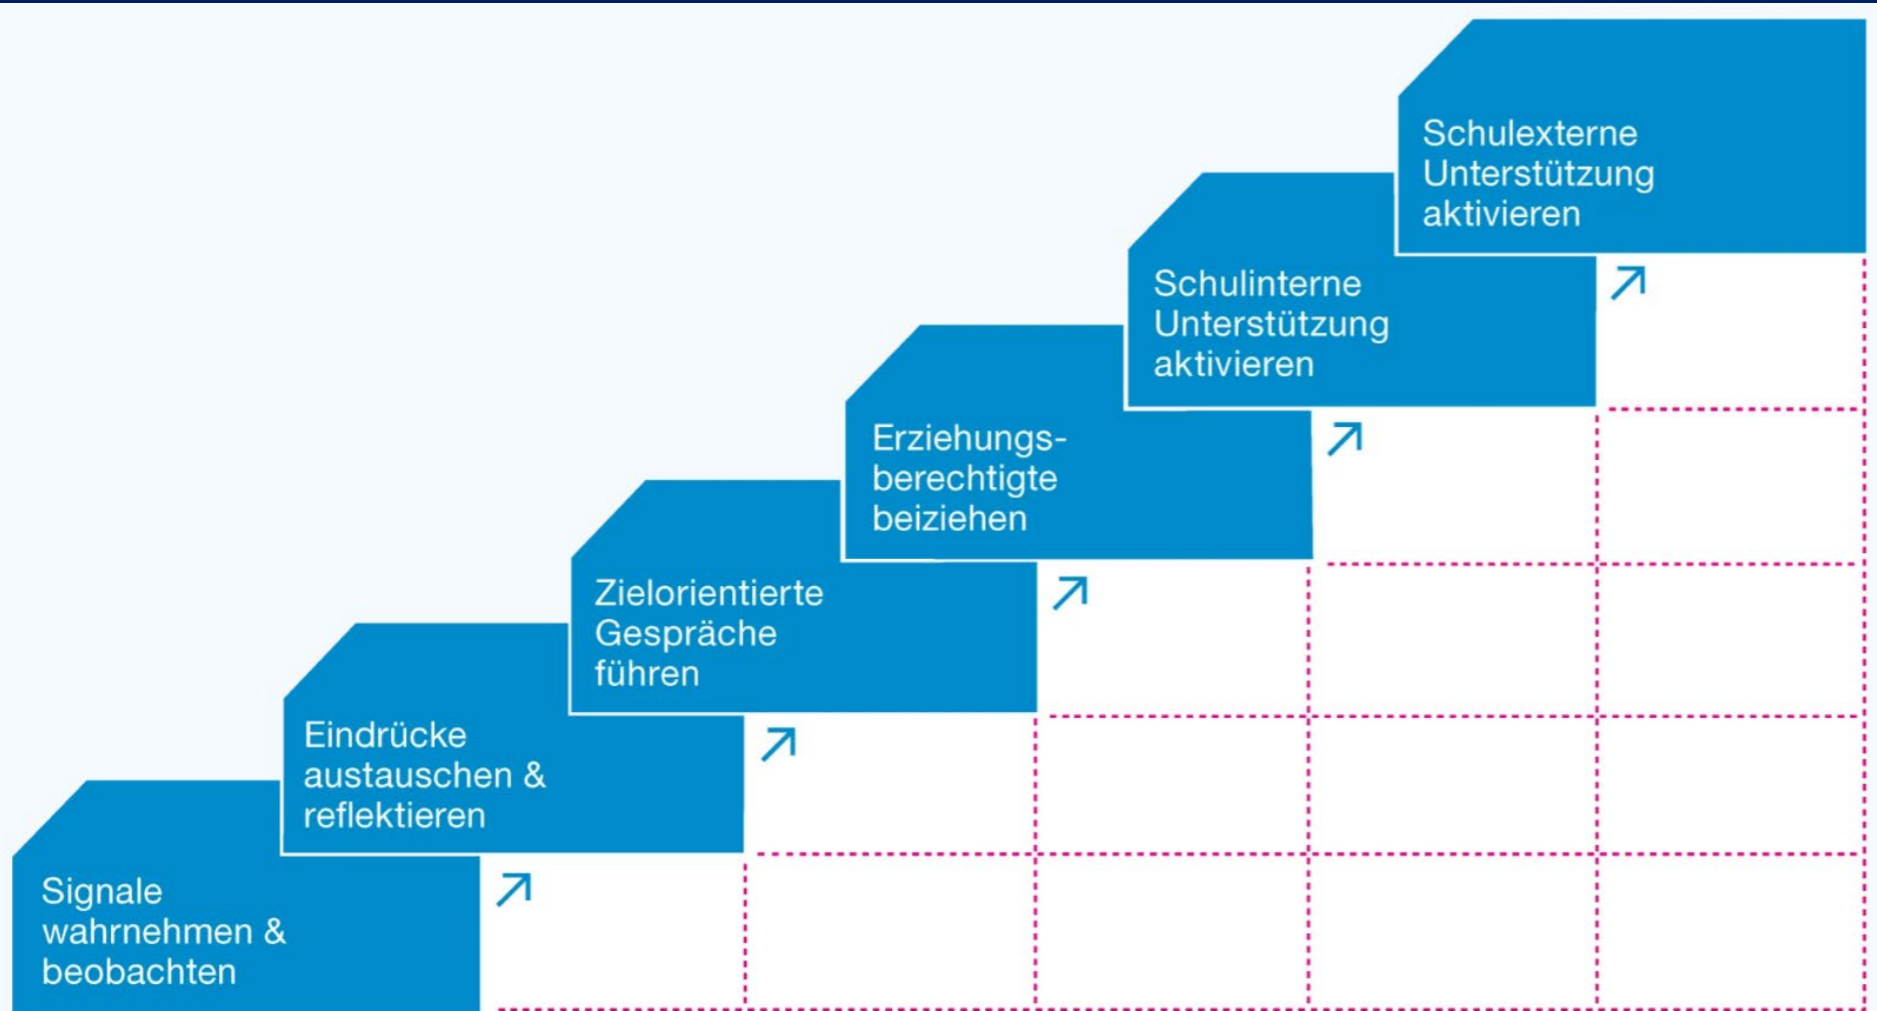 Schulexterne
Unterstützung
aktivieren
Schulinterne
Unterstützung
aktivieren
Erziehungs-
berechtigte
beiziehen
Zielorientierte
Gespräche
führen
Eindrücke
austauschen &
reflektieren
Signale
wahrnehmen &
beobachten